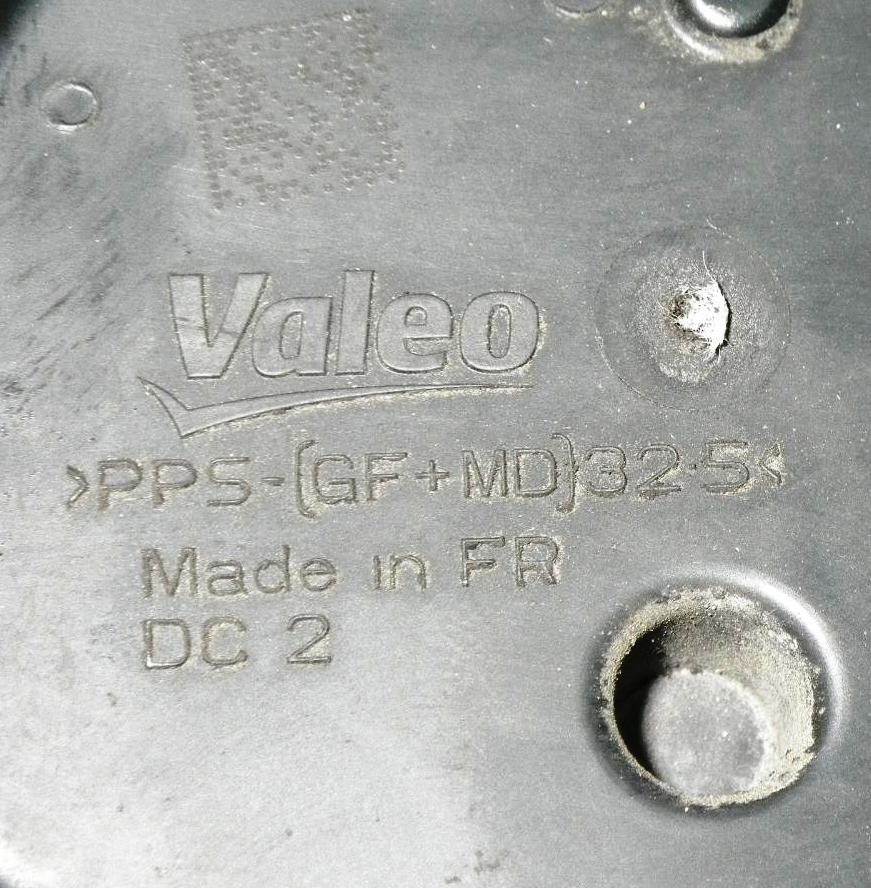 Valeo
>PPS-(GF+MD)32.5<
Made in FR
DC 2